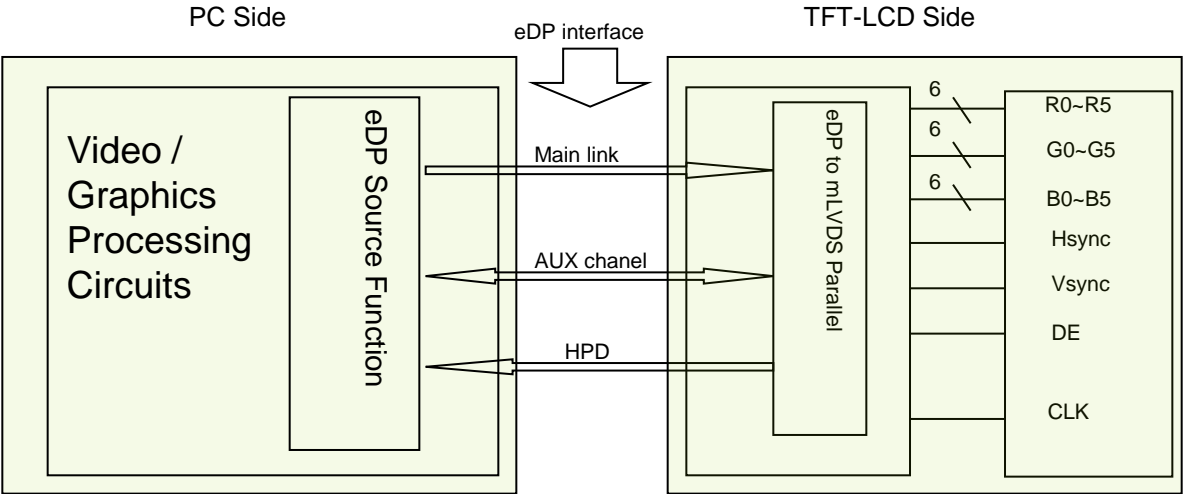 PC Side
TFT-LCD Side
eDP interface
Video /
Graphics
Processing
Circuits
eDP Source Function
Main link
AUX chanel
HPD
eDP to mLVDS Parallel
6
R0~R5
6
G0~G5
6
B0~B5
Hsync
Vsync
DE
CLK